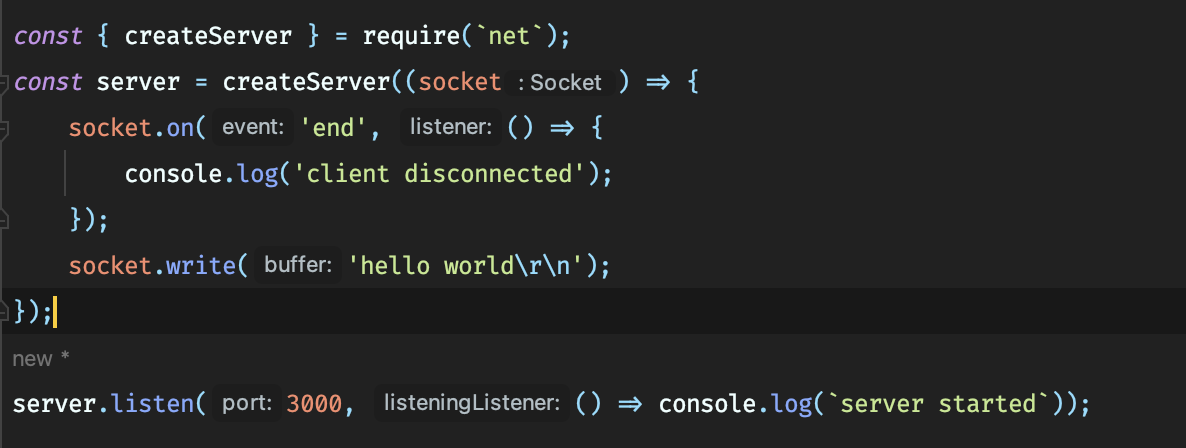 const { createServer } = require(`net`);
const server = createServer((socket : Socket ) => {
    socket.on( event: 'end', listener: () => {
        console.log('client disconnected');
    });
    socket.write( buffer: 'hello world\r\n');
});
new *
server.listen( port: 3000, listeningListener: () => console.log(`server started`));